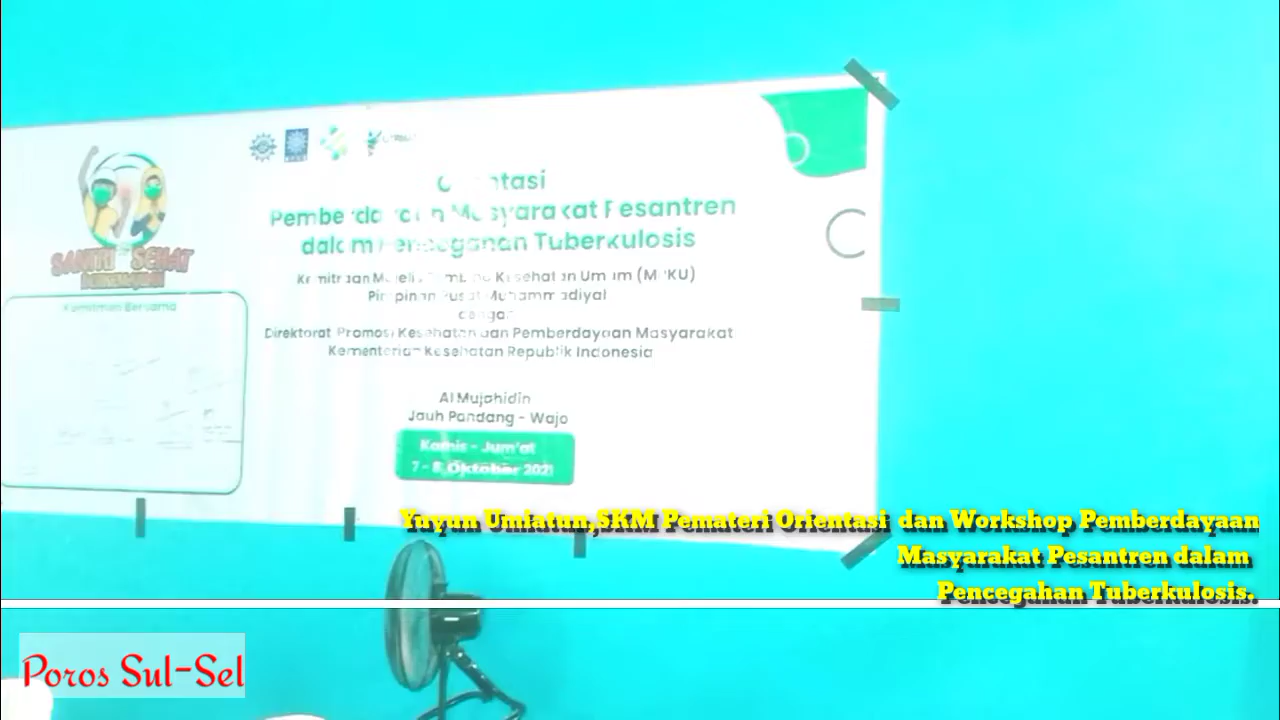 SANTRI SEHAT
Komitmen Bersama
Orientasi
Pemberdayaan Masyarakat Pesantren
dalam Pencegahan Tuberkulosis
Kemitraan Majelis Pembina Kesehatan Umum (MPKU)
Pimpinan Pusat Muhammadiyah
dengan
Direktorat Promosi Kesehatan dan Pemberdayaan Masyarakat
Kementerian Kesehatan Republik Indonesia
Al Mujahidin
Jauh Pandang - Wajo
Kamis - Jum'at
7 - 8 Oktober 2021
Yuyun Umiatun,SKM Pemateri Orientasi dan Workshop Pemberdayaan
Masyarakat Pesantren dalam
Pencegahan Tuberkulosis.
Poros Sul-Sel